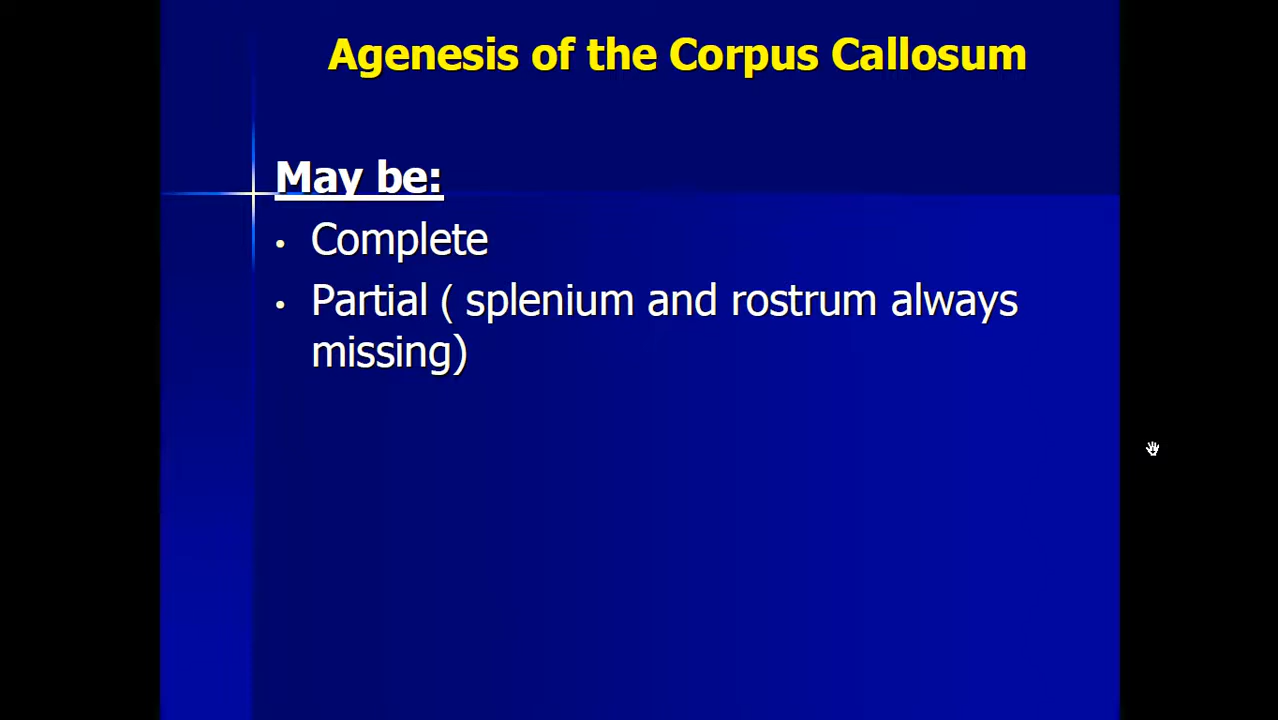 Agenesis of the Corpus Callosum
May be:
• Complete
• Partial ( splenium and rostrum always
missing)